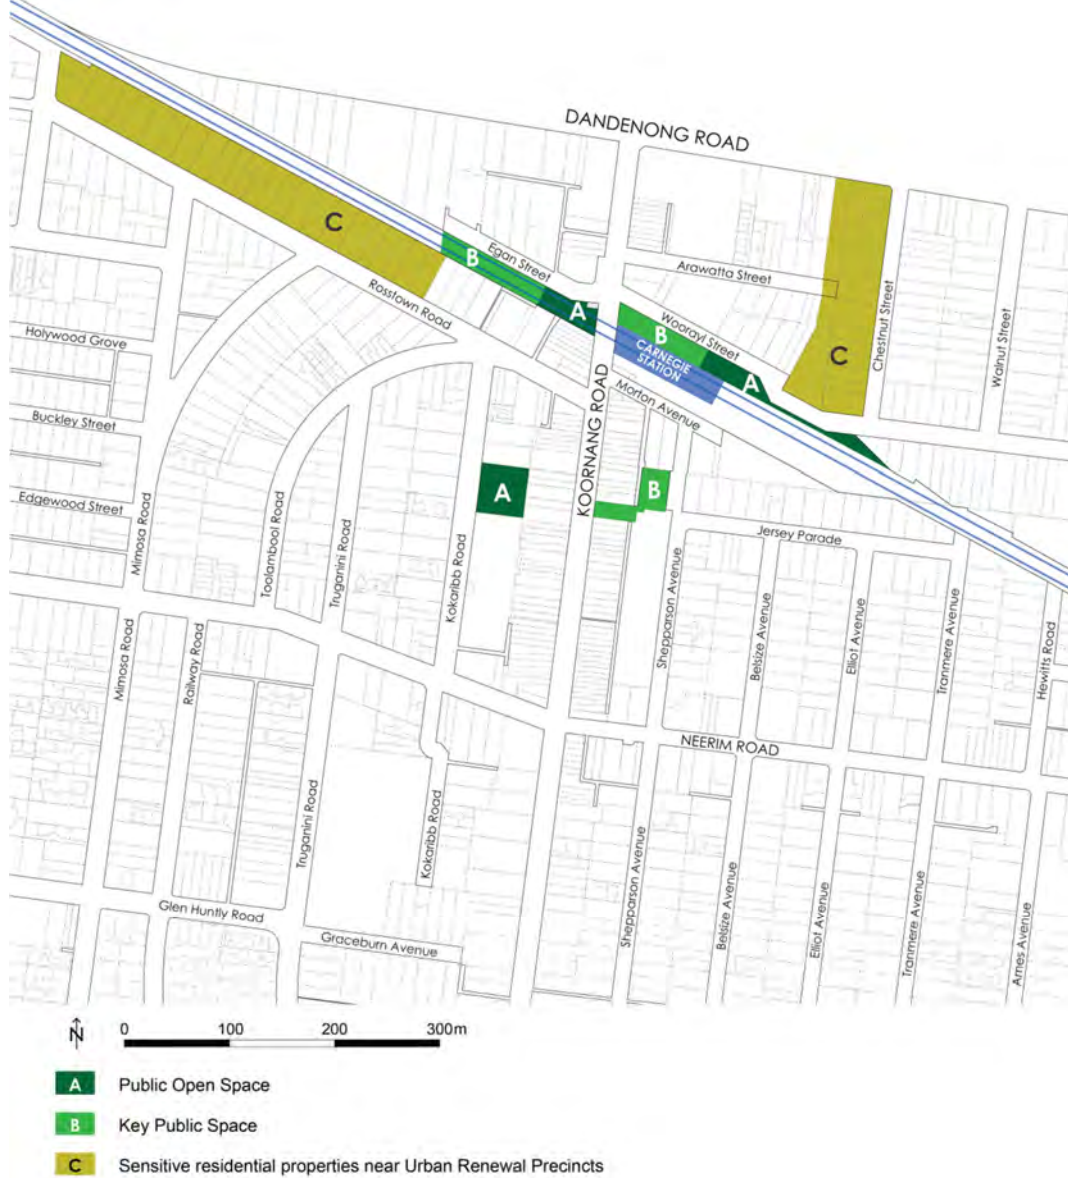 DANDENONG ROAD
C
B
Egan Street
A
Arawatta Street
Rosstown Road
Woorayl Street
B
CARNEGIE
STATION
A
C
Chestnut Street
Walnut Street
Holywood Grove
Morton Avenue
KOORNANG ROAD
Buckley Street
Edgewood Street
Mimosa Road
Toolambool Road
Truganini Road
A
Kokaribb Road
B
Jersey Parade
Shepparson Avenue
Belsize Avenue
Elliot Avenue
Tranmere Avenue
Hewitts Road
Mimosa Road
Railway Road
NEERIM ROAD
Truganini Road
Kokaribb Road
Shepparson Avenue
Belsize Avenue
Elliot Avenue
Tranmere Avenue
Ames Avenue
Glen Huntly Road
Graceburn Avenue
N
0 100 200 300m
A Public Open Space
B Key Public Space
C Sensitive residential properties near Urban Renewal Precincts